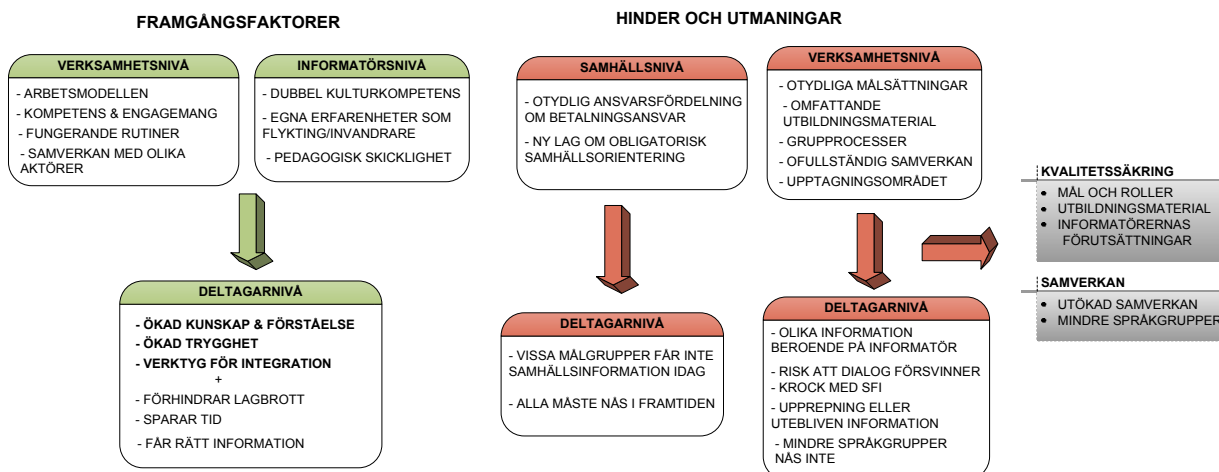 FRAMGÅNGSFAKTORER
VERKSAMHETSNIVÅ
- ARBETSMODELLEN
- KOMPETENS & ENGAGEMANG
- FUNGERANDE RUTINER
- SAMVERKAN MED OLIKA
AKTÖRER
INFORMATÖRSNIVÅ
- DUBBEL KULTURKOMPETENS
- EGNA ERFARENHETER SOM
FLYKTING/INVANDRARE
- PEDAGOGISK SKICKLIGHET
DELTAGARNIVÅ
- ÖKAD KUNSKAP & FÖRSTÅELSE
- ÖKAD TRYGGHET
- VERKTYG FÖR INTEGRATION
+
- FÖRHINDRAR LAGBROTT
- SPARAR TID
- FÅR RÄTT INFORMATION
HINDER OCH UTMANINGAR
SAMHÄLLSNIVÅ
- OTYDLIG ANSVARSFÖRDELNING
OM BETALNINGSANSVAR
- NY LAG OM OBLIGATORISK
SAMHÄLLSORIENTERING
DELTAGARNIVÅ
- VISSA MÅLGRUPPER FÅR INTE
SAMHÄLLSINFORMATION IDAG
- ALLA MÅSTE NÅS I FRAMTIDEN
VERKSAMHETSNIVÅ
- OTYDLIGA MÅLSÄTTNINGAR
- OMFATTANDE
UTBILDNINGSMATERIAL
- GRUPPROCESSER
- OFULLSTÄNDIG SAMVERKAN
- UPPTAGNINGSOMRÅDET
DELTAGARNIVÅ
- OLIKA INFORMATION
BEROENDE PÅ INFORMATÖR
- RISK ATT DIALOG FÖRSVINNER
- KROCK MED SFI
- UPPREPNING ELLER
UTEBLIVEN INFORMATION
- MINDRE SPRÅKGRUPPER
NÅS INTE
KVALITETSSÄKRING
• MÅL OCH ROLLER
• UTBILDNINGSMATERIAL
• INFORMATÖRERNAS
FÖRUTSÄTTNINGAR
SAMVERKAN
• UTÖKAD SAMVERKAN
• MINDRE SPRÅKGRUPPER